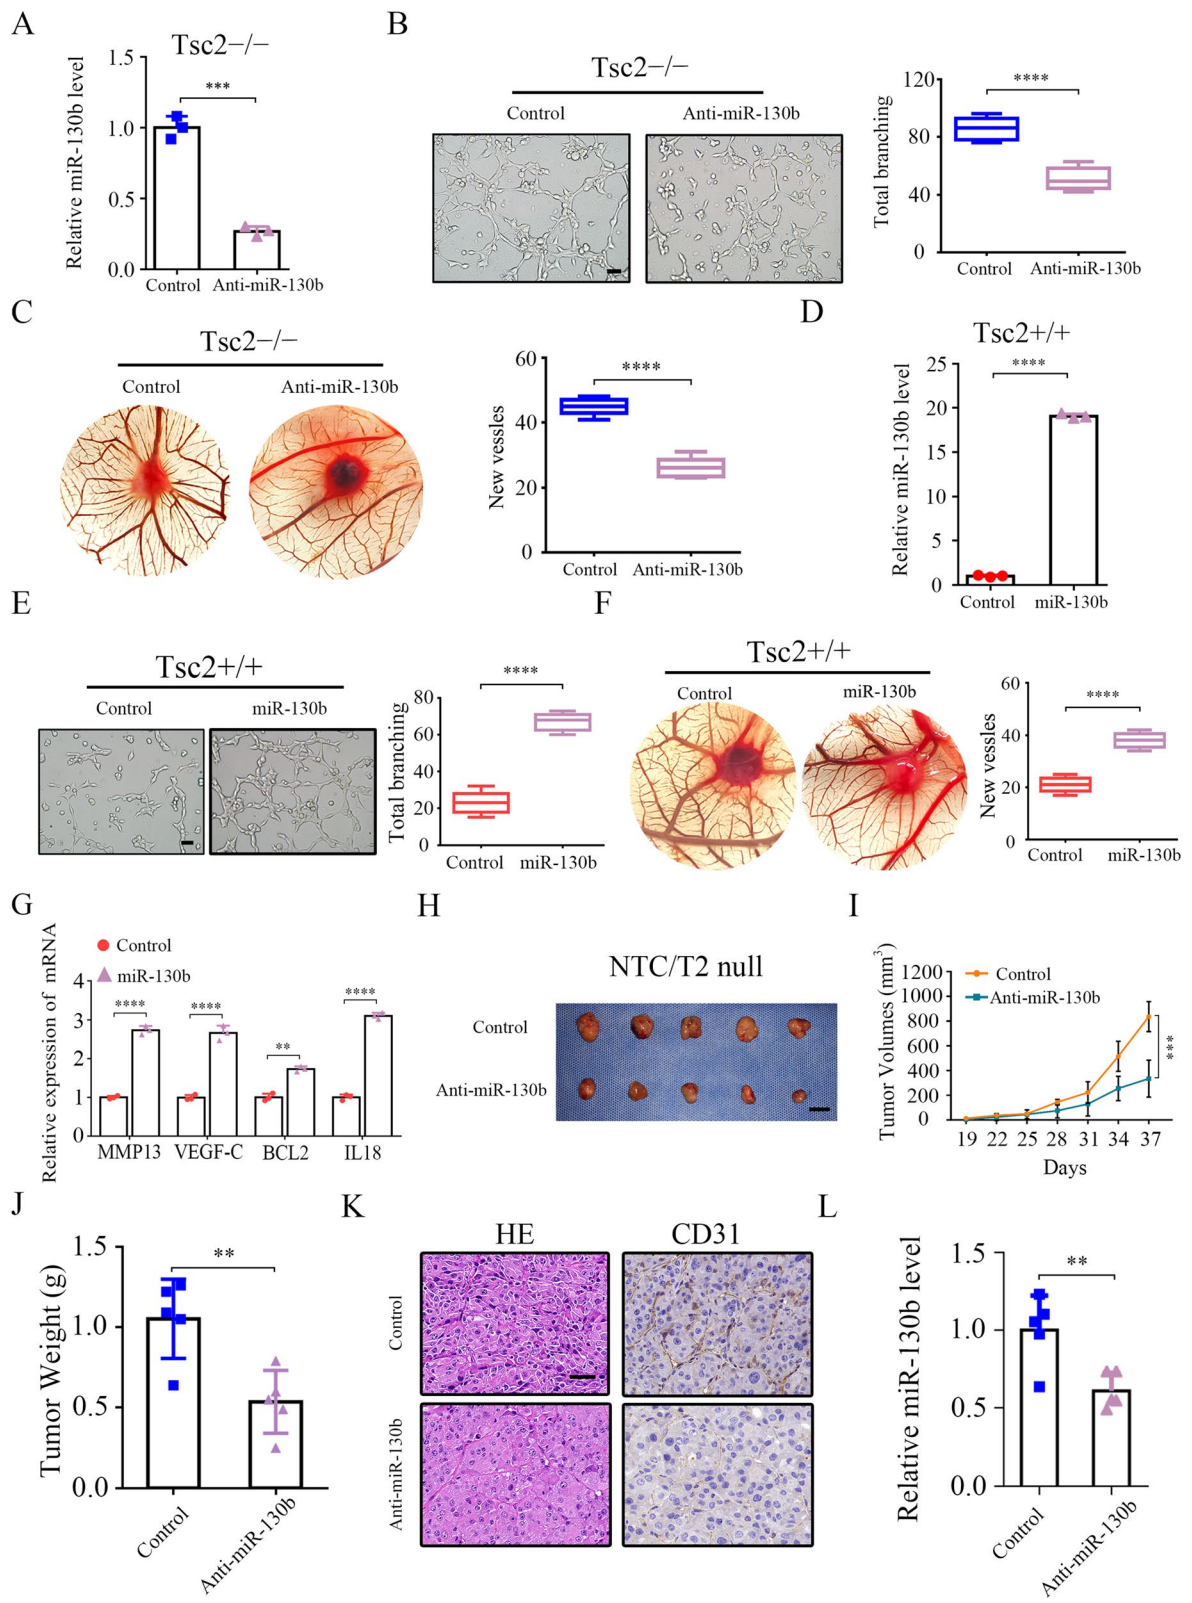 A
Tsc2−/−
Relative miR-130b level
1.5
1.0
0.5
0.0
***
Control
Anti-miR-130b
B
Tsc2−/−
Control
Anti-miR-130b
Total branching
120
80
40
0
****
Control
Anti-miR-130b
C
Tsc2−/−
Control
Anti-miR-130b
New vessles
60
40
20
0
****
Control
Anti-miR-130b
D
Tsc2+/+
Relative miR-130b level
25
20
15
10
5
0
****
Control
miR-130b
E
Tsc2+/+
Control
miR-130b
Total branching
80
60
40
20
0
****
Control
miR-130b
F
Tsc2+/+
Control
miR-130b
New vessles
60
40
20
0
****
Control
miR-130b
G
Relative expression of mRNA
Control
miR-130b
4
3
2
1
0
****
****
**
****
MMP13
VEGF-C
BCL2
IL18
H
NTC/T2 null
Control
Anti-miR-130b
I
Tumor Volumes (mm³)
1200
1000
800
600
400
200
0
Control
Anti-miR-130b
***
19 22 25 28 31 34 37
Days
J
Tumor Weight (g)
1.5
1.0
0.5
0.0
**
Control
Anti-miR-130b
K
HE
CD31
Control
Anti-miR-130b
L
Relative miR-130b level
1.5
1.0
0.5
0.0
**
Control
Anti-miR-130b